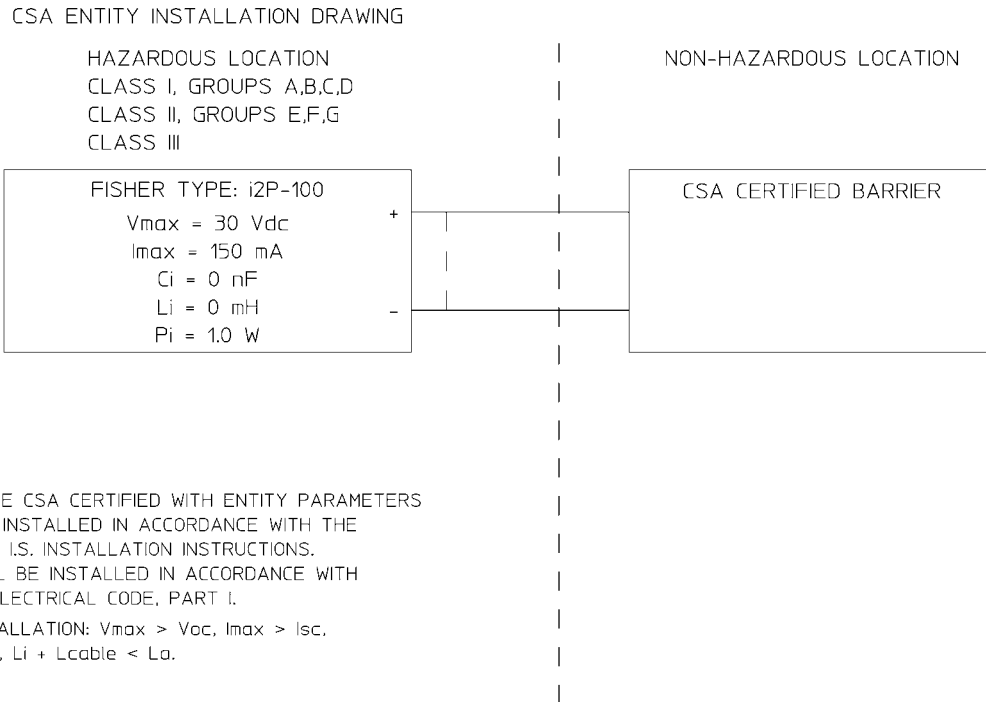 CSA ENTITY INSTALLATION DRAWING
HAZARDOUS LOCATION
CLASS I, GROUPS A,B,C,D
CLASS II, GROUPS E,F,G
CLASS III
NON-HAZARDOUS LOCATION
FISHER TYPE: i2P-100
Vmax = 30 Vdc
Imax = 150 mA
Ci = 0 nF
Li = 0 mH
Pi = 1.0 W
+
-
CSA CERTIFIED BARRIER
E CSA CERTIFIED WITH ENTITY PARAMETERS
INSTALLED IN ACCORDANCE WITH THE
I.S. INSTALLATION INSTRUCTIONS.
L BE INSTALLED IN ACCORDANCE WITH
LECTRICAL CODE, PART I.
ALLATION: Vmax > Voc, Imax > Isc,
, Li + Lcable < La.